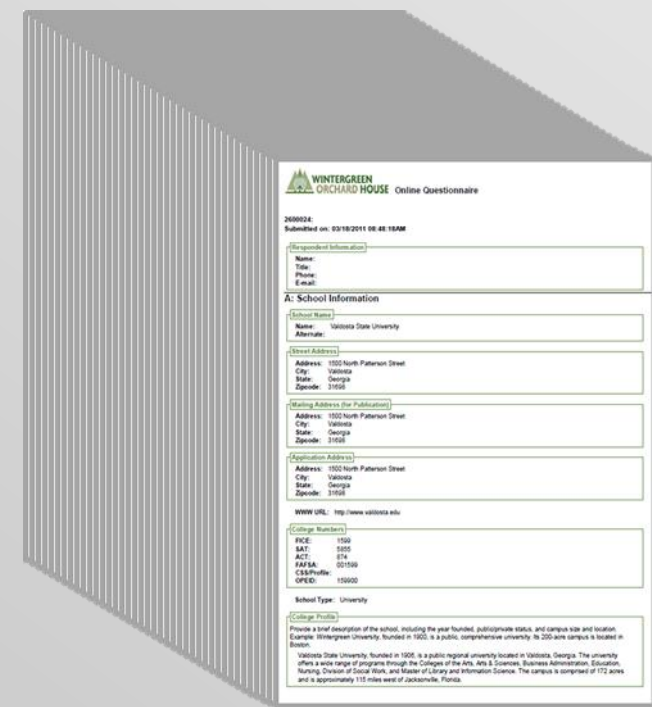 WINTERGREEN
ORCHARD HOUSE Online Questionnaire
2600024:
Submitted on: 03/18/2011 08:48:18AM
Respondent Information
Name:
Title:
Phone:
E-mail:
A: School Information
School Name
Name: Valdosta State University
Alternate:
Street Address
Address: 1500 North Patterson Street
City: Valdosta
State: Georgia
Zipcode: 31698
Mailing Address (for Publication)
Address: 1500 North Patterson Street
City: Valdosta
State: Georgia
Zipcode: 31698
Application Address
Address: 1500 North Patterson Street
City: Valdosta
State: Georgia
Zipcode: 31698
WWW URL: http://www.valdosta.edu
College Numbers
FICE: 1599
SAT: 5855
ACT: 874
FAFSA: 001599
CSS/Profile:
OPEID: 159900
School Type: University
College Profile
Provide a brief description of the school, including the year founded, public/private status, and campus size and location.
Example: Wintergreen University, founded in 1900, is a public, comprehensive university. Its 200-acre campus is located in
Boston.
Valdosta State University, founded in 1906, is a public regional university located in Valdosta, Georgia. The university
offers a wide range of programs through the Colleges of the Arts, Arts & Sciences, Business Administration, Education,
Nursing, Division of Social Work, and Master of Library and Information Science. The campus is comprised of 172 acres
and is approximately 115 miles west of Jacksonville, Florida.